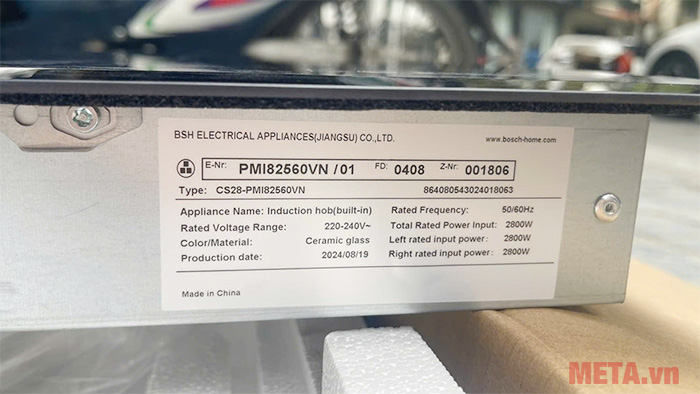 BSH ELECTRICAL APPLIANCES(JIANGSU) CO.,LTD. www.bosch-home.com
E-Nr: PMI82560VN /01 FD: 0408 Z-Nr: 001806
Type: CS28-PMI82560VN 864080543024018063
Appliance Name: Induction hob(built-in) Rated Frequency: 50/60Hz
Rated Voltage Range: 220-240V~ Total Rated Power Input: 2800W
Color/Material: Ceramic glass Left rated input power: 2800W
Production date: 2024/08/19 Right rated input power: 2800W
Made in China
META.vn